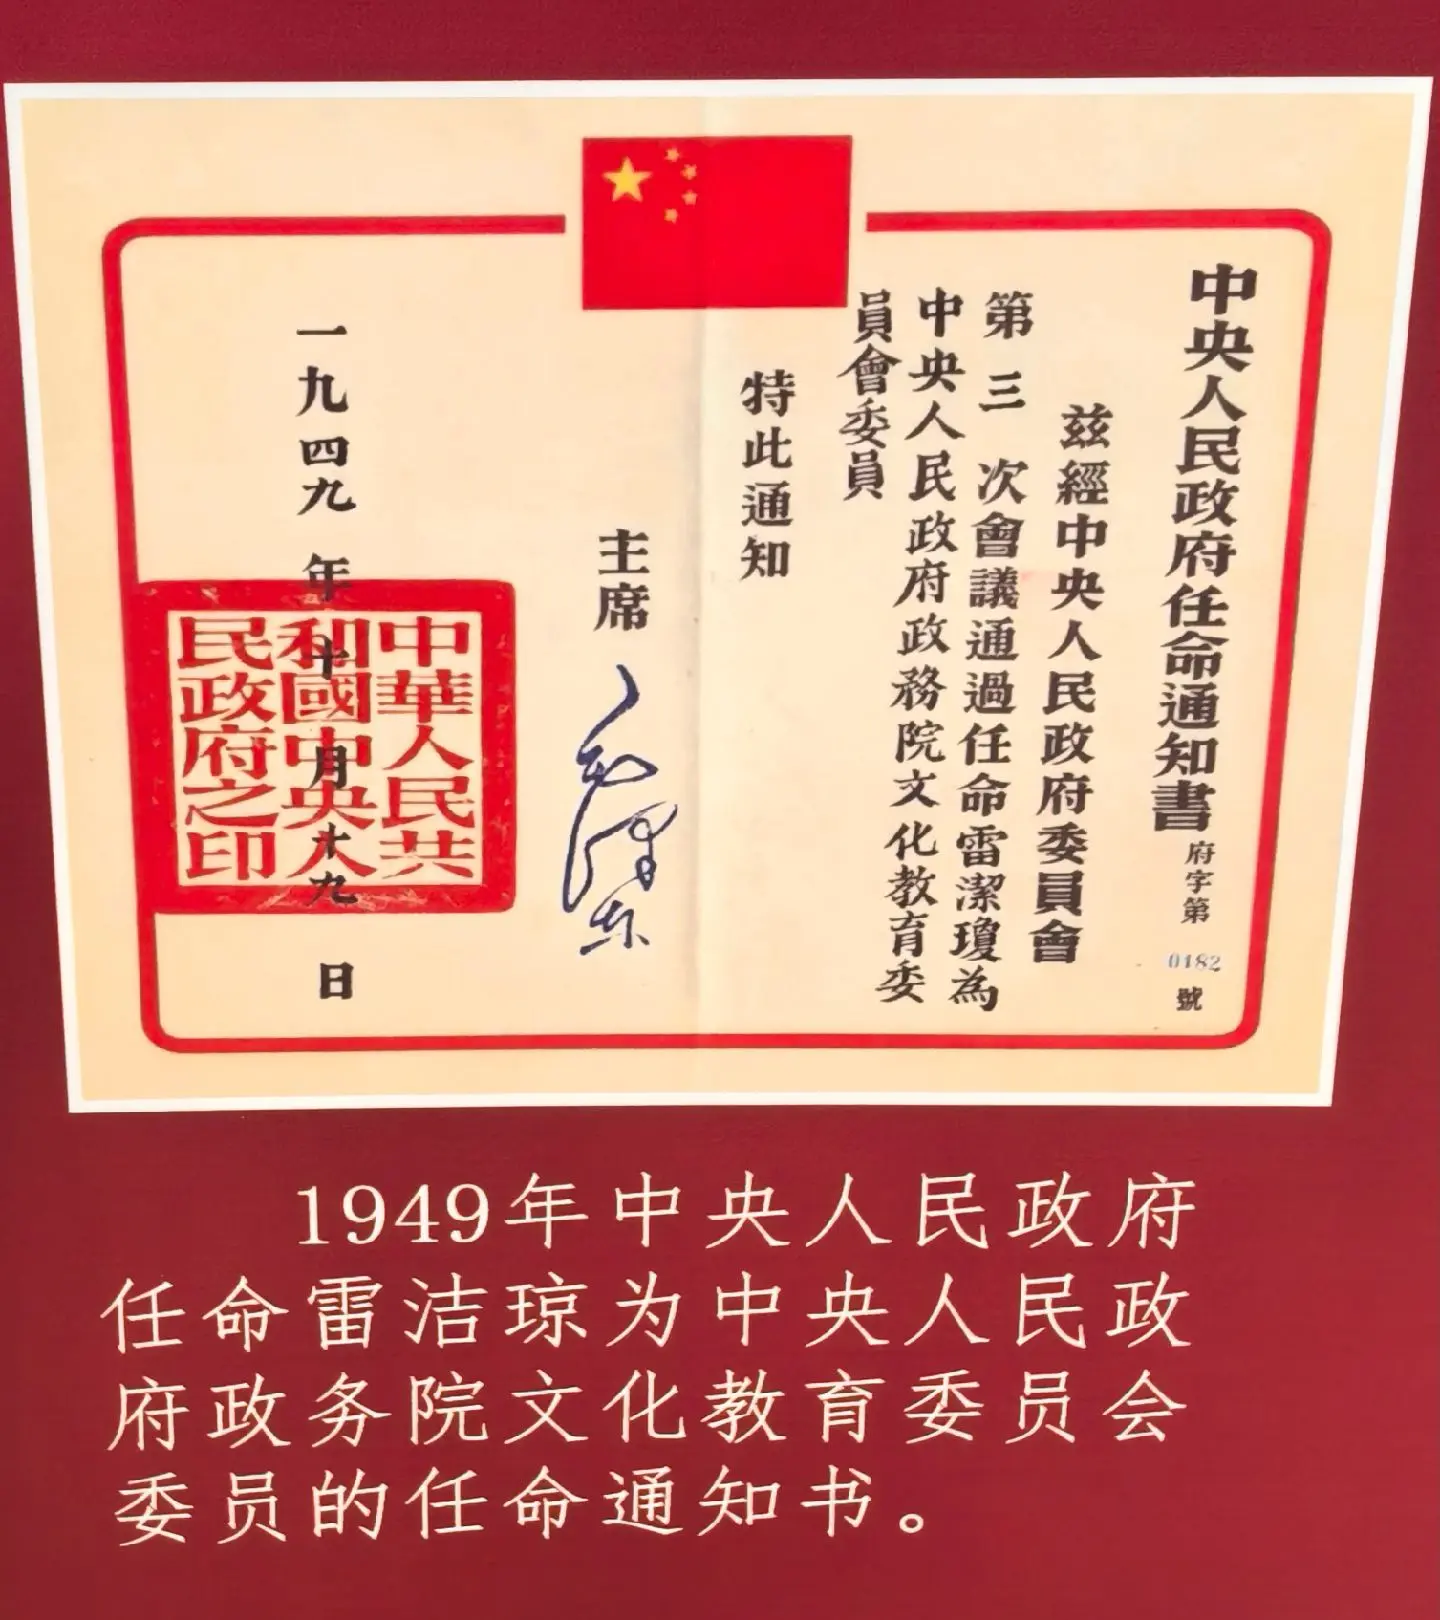 中央人民政府任命通知書 府字第 0182 號
兹經中央人民政府委員會
第三次會議通過任命雷潔瓊為
中央人民政府政務院文化教育委
員會委員
特此通知
主席 毛澤东
一九四九年十月十九日
中華人民共
和國中央人
民政府之印
1949年中央人民政府
任命雷洁琼为中央人民政
府政务院文化教育委员会
委员的任命通知书。